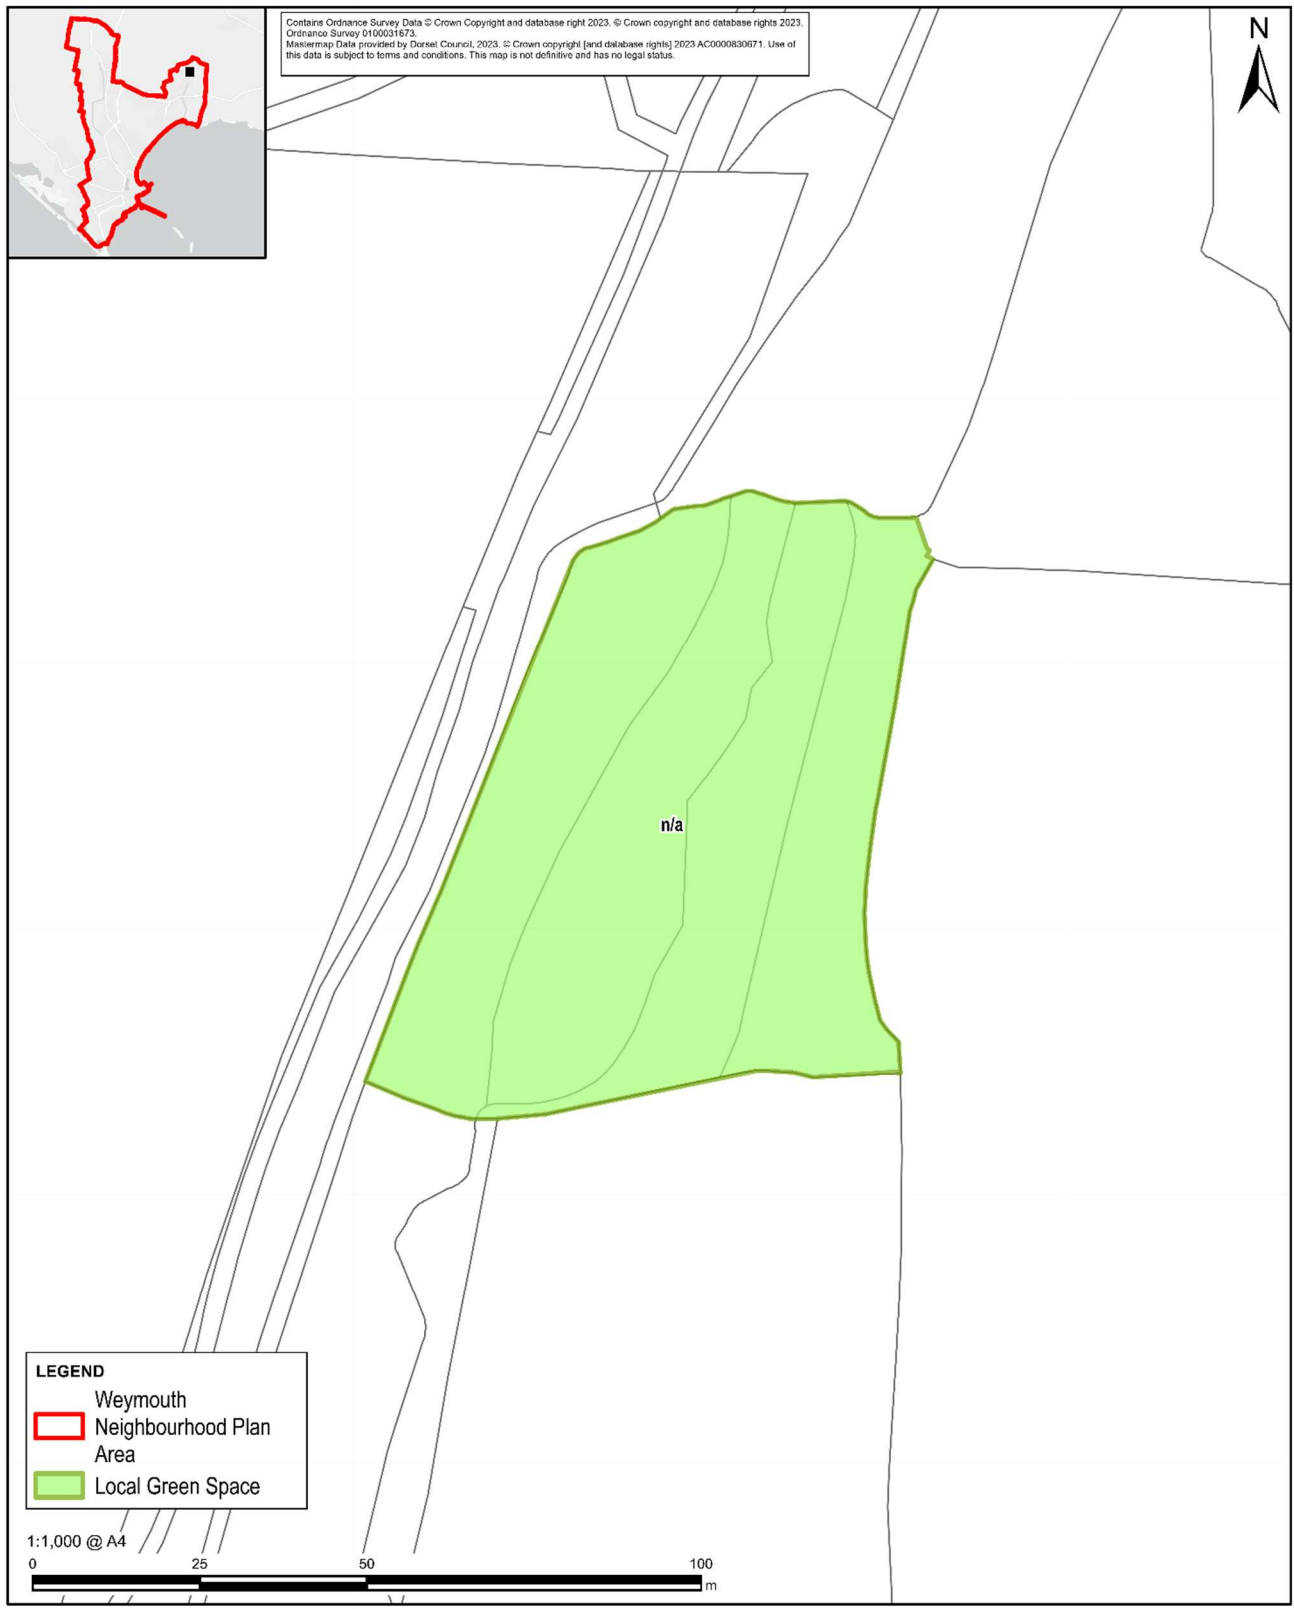 Contains Ordnance Survey Data © Crown Copyright and database right 2023. © Crown copyright and database rights 2023.
Ordnance Survey 0100031673.
Mastermap Data provided by Dorset Council, 2023. © Crown copyright [and database rights] 2023 AC0000830671. Use of
this data is subject to terms and conditions. This map is not definitive and has no legal status.
N
n/a
LEGEND
Weymouth
Neighbourhood Plan
Area
Local Green Space
1:1,000 @ A4
0 25 50 100
m